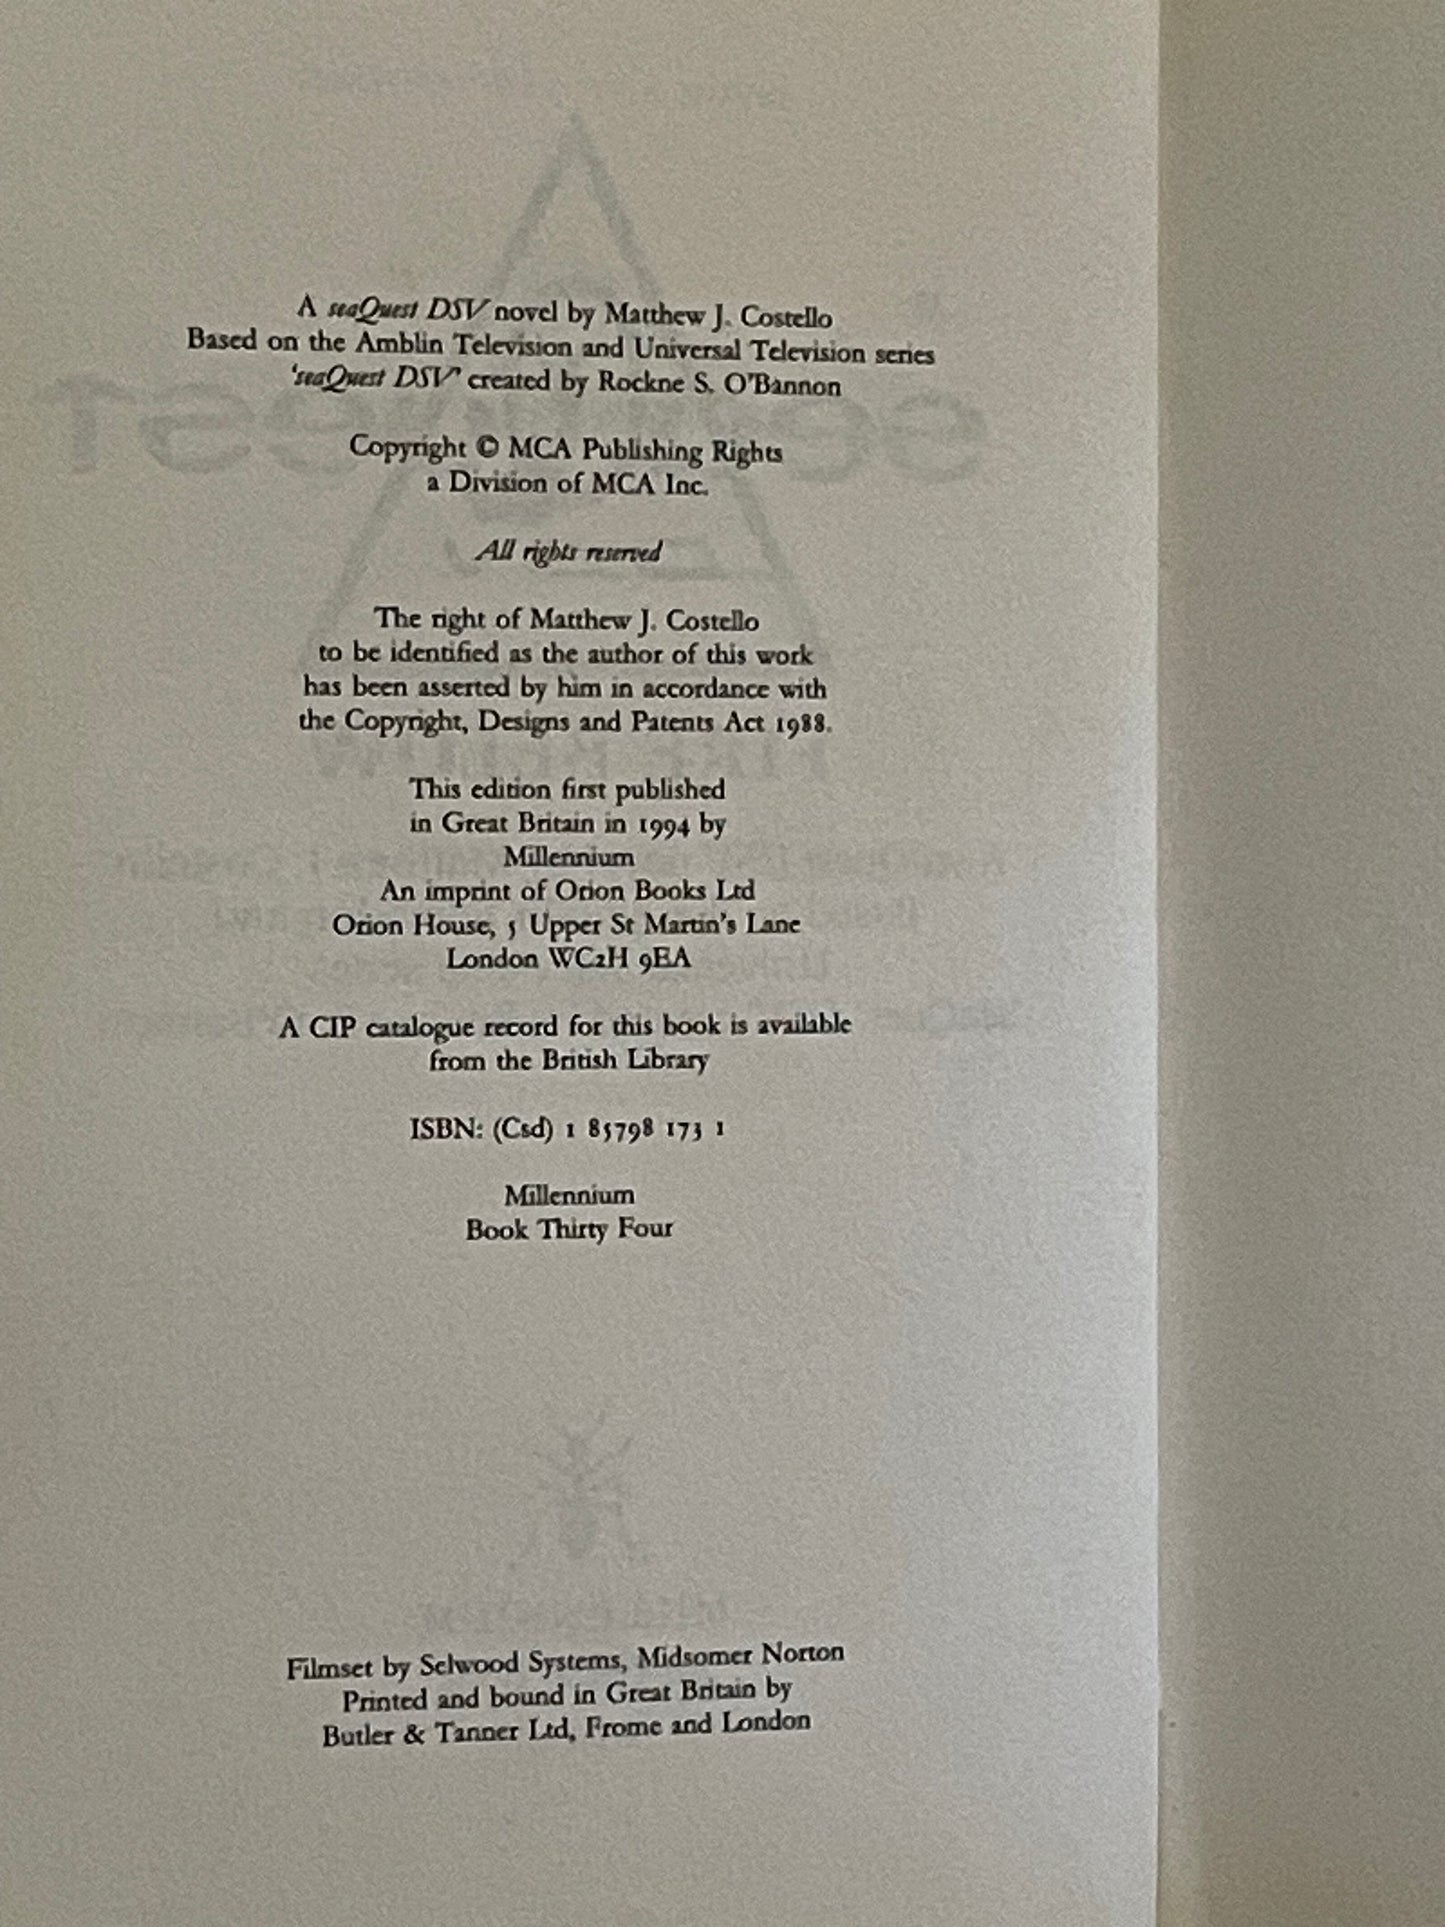 A seaQuest DSV novel by Matthew J. Costello
Based on the Amblin Television and Universal Television series
'seaQuest DSV' created by Rockne S. O'Bannon
Copyright © MCA Publishing Rights
a Division of MCA Inc.
All rights reserved
The right of Matthew J. Costello
to be identified as the author of this work
has been asserted by him in accordance with
the Copyright, Designs and Patents Act 1988.
This edition first published
in Great Britain in 1994 by
Millennium
An imprint of Orion Books Ltd
Orion House, 5 Upper St Martin's Lane
London WC2H 9EA
A CIP catalogue record for this book is available
from the British Library
ISBN: (Csd) 1 85798 173 1
Millennium
Book Thirty Four
Filmset by Selwood Systems, Midsomer Norton
Printed and bound in Great Britain by
Butler & Tanner Ltd, Frome and London